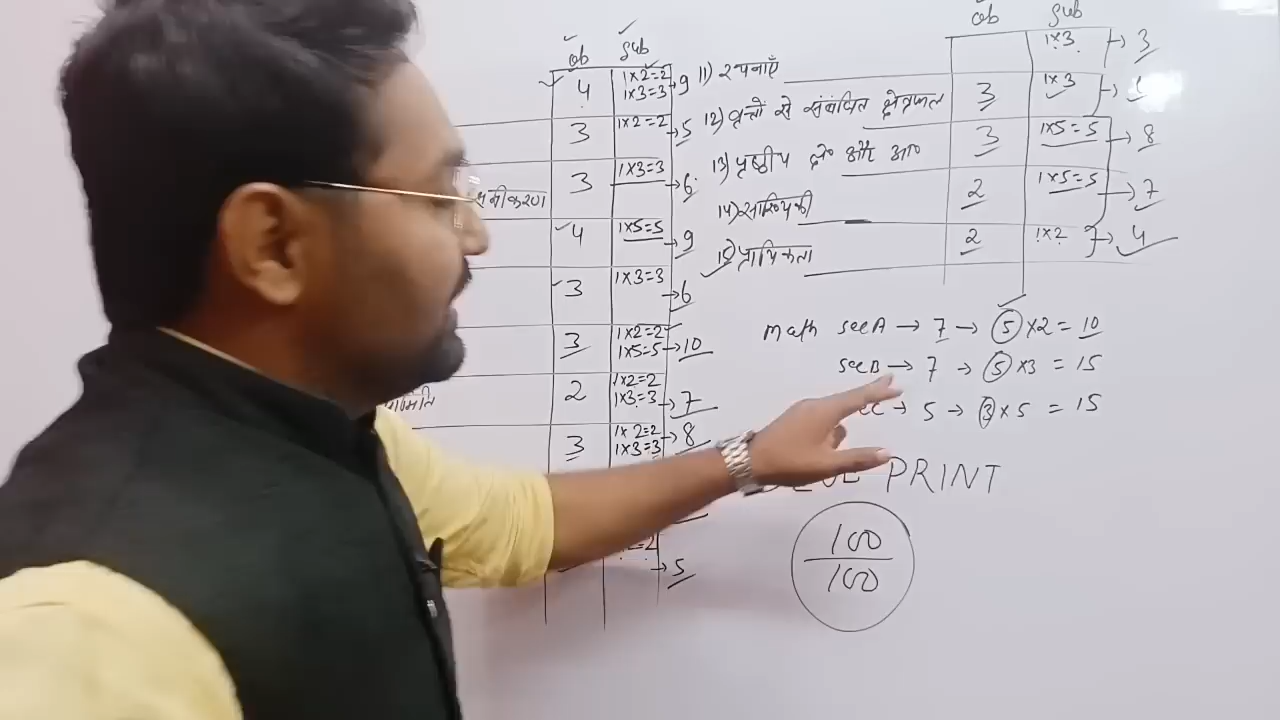 ob sub
4 1×2=2 1×3=3 → 9
3 1×2=2 → 5
समीकरण 3 1×3=3 → 6
4 1×5=5 → 9
3 1×3=3 → 6
3 1×2=2 1×5=5 → 10
2 1×2=2 1×3=3 → 7
3 1×2=2 1×3=3 → 8
→ 5
ob sub
11) रचनाएँ 1×3 → 3
12) वृत्तों से संबंधित क्षेत्रफल 3 1×3 →
13) पृष्ठीय क्षे० और आ० 3 1×5=5 → 8
14) सांख्यिकी 2 1×5=5 → 7
15) प्रायिकता 2 1×2 → 4
math secA → 7 → 5 ×2 = 10
secB → 7 → 5 ×3 = 15
ec → 5 → 3 ×5 = 15
PRINT
100
100